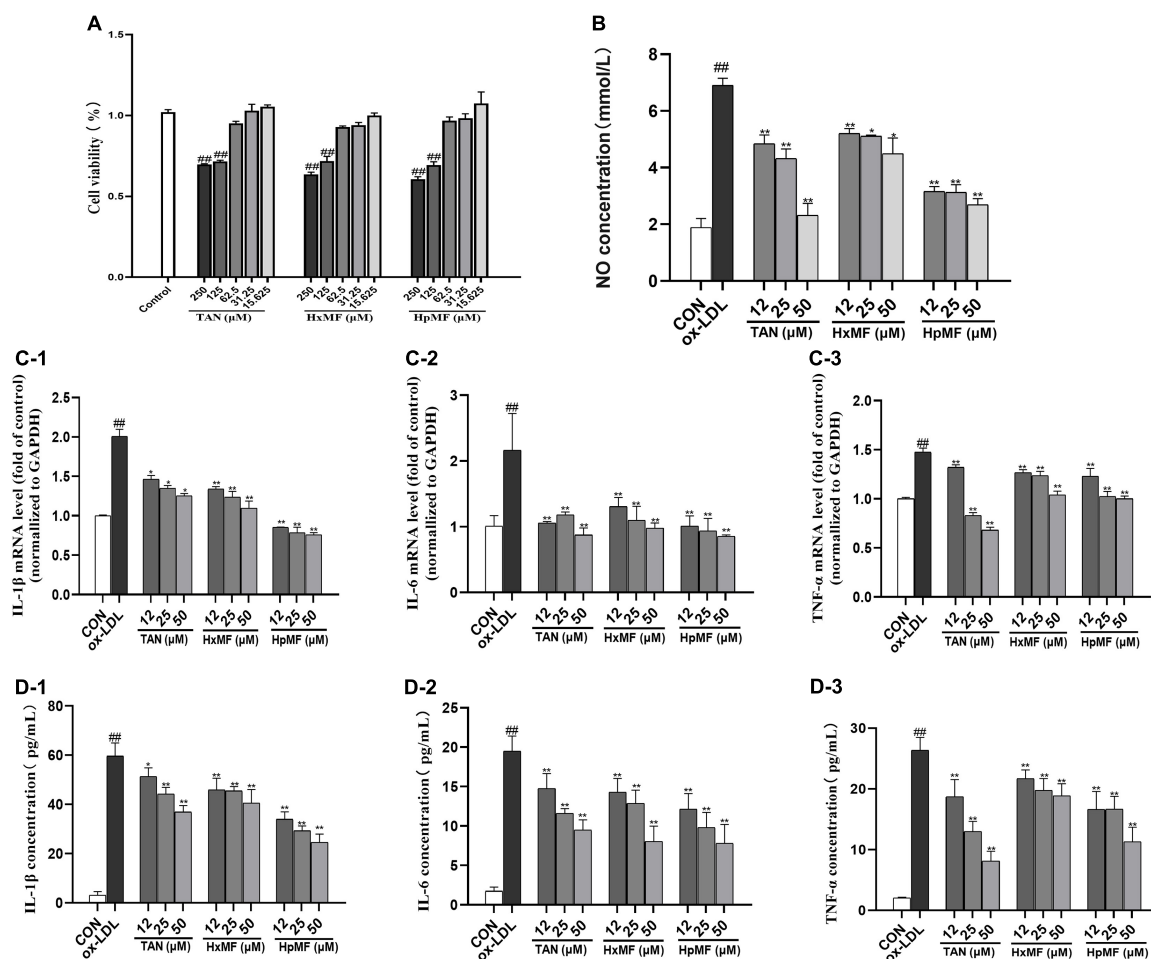 A
Cell viability ( %)
1.5
1.0
0.5
0.0
## ## ## ## ## ##
Control 250 125 62.5 31.25 15.625 250 125 62.5 31.25 15.625 250 125 62.5 31.25 15.625
TAN (μM) HxMF (μM) HpMF (μM)
B
NO concentration (mmol/L)
8
6
4
2
0
## ** ** ** ** * * ** ** **
CON ox-LDL 12 25 50 12 25 50 12 25 50
TAN (μM) HxMF (μM) HpMF (μM)
C-1
IL-1β mRNA level (fold of control)
(normallized to GAPDH)
2.5
2.0
1.5
1.0
0.5
0.0
## * * * ** ** ** ** ** **
CON ox-LDL 12 25 50 12 25 50 12 25 50
TAN (μM) HxMF (μM) HpMF (μM)
C-2
IL-6 mRNA level (fold of control)
(normallized to GAPDH)
3
2
1
0
## ** ** ** ** ** ** ** ** **
CON ox-LDL 12 25 50 12 25 50 12 25 50
TAN (μM) HxMF (μM) HpMF (μM)
C-3
TNF-α mRNA level (fold of control)
(normallized to GAPDH)
2.0
1.5
1.0
0.5
0.0
## ** ** ** ** ** ** ** ** **
CON ox-LDL 12 25 50 12 25 50 12 25 50
TAN (μM) HxMF (μM) HpMF (μM)
D-1
IL-1β concentration ( pg/mL)
80
60
40
20
0
## * ** ** ** ** ** ** ** **
CON ox-LDL 12 25 50 12 25 50 12 25 50
TAN (μM) HxMF (μM) HpMF (μM)
D-2
IL-6 concentration ( pg/mL)
25
20
15
10
5
0
## ** ** ** ** ** ** ** ** **
CON ox-LDL 12 25 50 12 25 50 12 25 50
TAN (μM) HxMF (μM) HpMF (μM)
D-3
TNF-α concentration ( pg/mL)
30
20
10
0
## ** ** ** ** ** ** ** ** **
CON ox-LDL 12 25 50 12 25 50 12 25 50
TAN (μM) HxMF (μM) HpMF (μM)